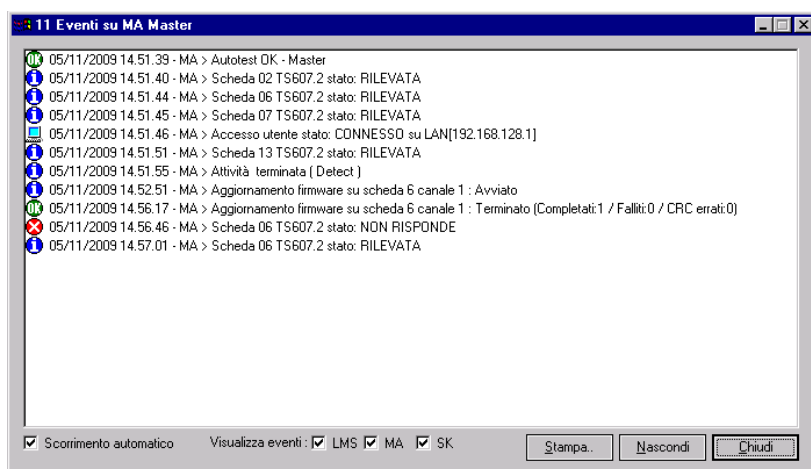 11 Eventi su MA Master
OK 05/11/2009 14.51.39 - MA > Autotest OK - Master
i 05/11/2009 14.51.40 - MA > Scheda 02 TS607.2 stato: RILEVATA
i 05/11/2009 14.51.44 - MA > Scheda 06 TS607.2 stato: RILEVATA
i 05/11/2009 14.51.45 - MA > Scheda 07 TS607.2 stato: RILEVATA
05/11/2009 14.51.46 - MA > Accesso utente stato: CONNESSO su LAN[192.168.128.1]
i 05/11/2009 14.51.51 - MA > Scheda 13 TS607.2 stato: RILEVATA
i 05/11/2009 14.51.55 - MA > Attività terminata ( Detect )
i 05/11/2009 14.52.51 - MA > Aggiornamento firmware su scheda 6 canale 1 : Avviato
OK 05/11/2009 14.56.17 - MA > Aggiornamento firmware su scheda 6 canale 1 : Terminato (Completati:1 / Falliti:0 / CRC errati:0)
05/11/2009 14.56.46 - MA > Scheda 06 TS607.2 stato: NON RISPONDE
i 05/11/2009 14.57.01 - MA > Scheda 06 TS607.2 stato: RILEVATA
Scorrimento automatico Visualizza eventi : LMS MA SK Stampa.. Nascondi Chiudi